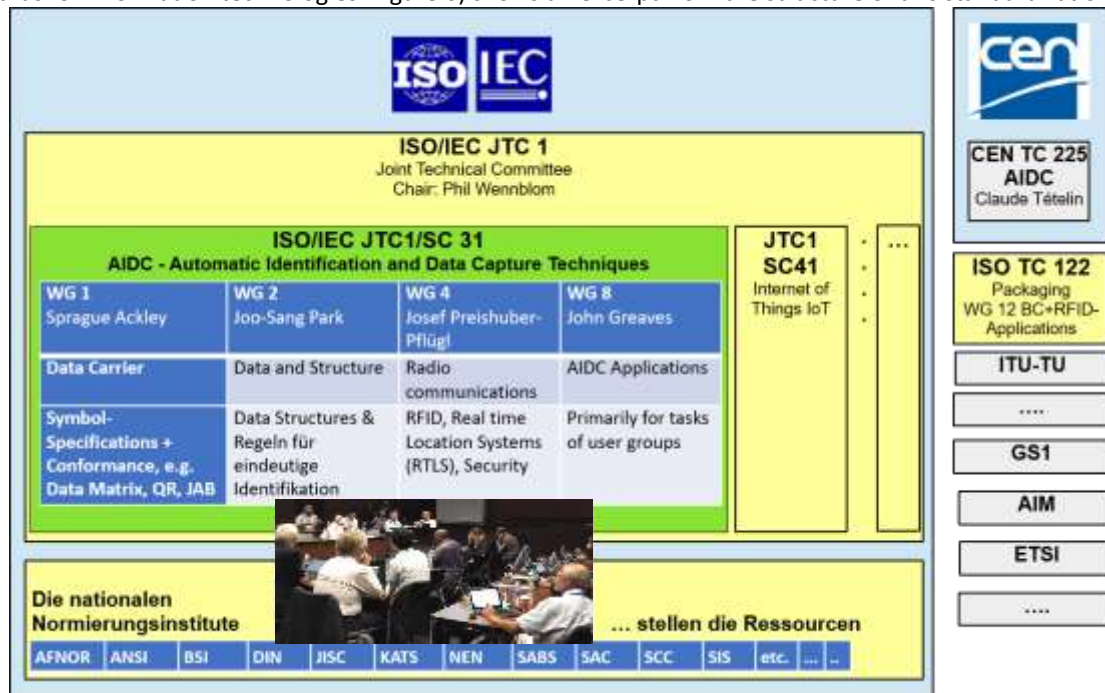 ISO IEC
cen
ISO/IEC JTC 1
Joint Technical Committee
Chair: Phil Wennblom
CEN TC 225
AIDC
Claude Tételin
ISO/IEC JTC1/SC 31
AIDC - Automatic Identification and Data Capture Techniques
WG 1
Sprague Ackley
WG 2
Joo-Sang Park
WG 4
Josef Preishuber-
Pflügl
WG 8
John Greaves
Data Carrier
Data and Structure
Radio
communications
AIDC Applications
Symbol-
Specifications +
Conformance, e.g.
Data Matrix, QR, JAB
Data Structures &
Regeln für
eindeutige
Identifikation
RFID, Real time
Location Systems
(RTLS), Security
Primarily for tasks
of user groups
JTC1
SC41
Internet of
Things IoT
...
ISO TC 122
Packaging
WG 12 BC+RFID-
Applications
ITU-TU
....
GS1
AIM
ETSI
....
Die nationalen
Normierungsinstitute
... stellen die Ressourcen
AFNOR ANSI BSI DIN JISC KATS NEN SABS SAC SCC SIS etc. ... ..